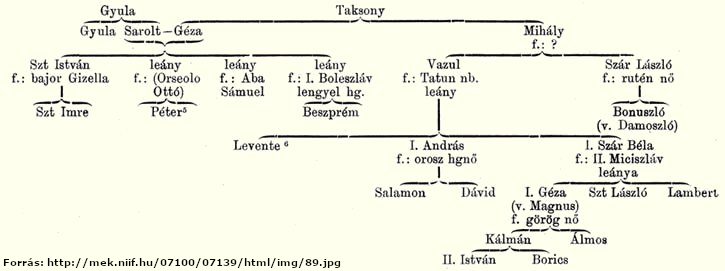 Gyula Taksony
Gyula Sarolt–Géza Mihály
f.: ?
Szt István leány leány leány Vazul Szár László
f.: bajor Gizella f.: (Orseolo f.: Aba f.: I. Boleszláv f.: Tatun nb. f.: rutén nő
Ottó) Sámuel lengyel hg. leány
Szt Imre Péter⁵ Beszprém Bonuszló
(v. Damoszló)
Levente ⁶ I. András I. Szár Béla
f.: orosz hgnő f.: II. Miciszláv
leánya
Salamon Dávid I. Géza Szt László Lambert
(v. Magnus)
f. görög nő
Kálmán Álmos
II. István Borics
Forrás: http://mek.niif.hu/07100/07139/html/img/89.jpg